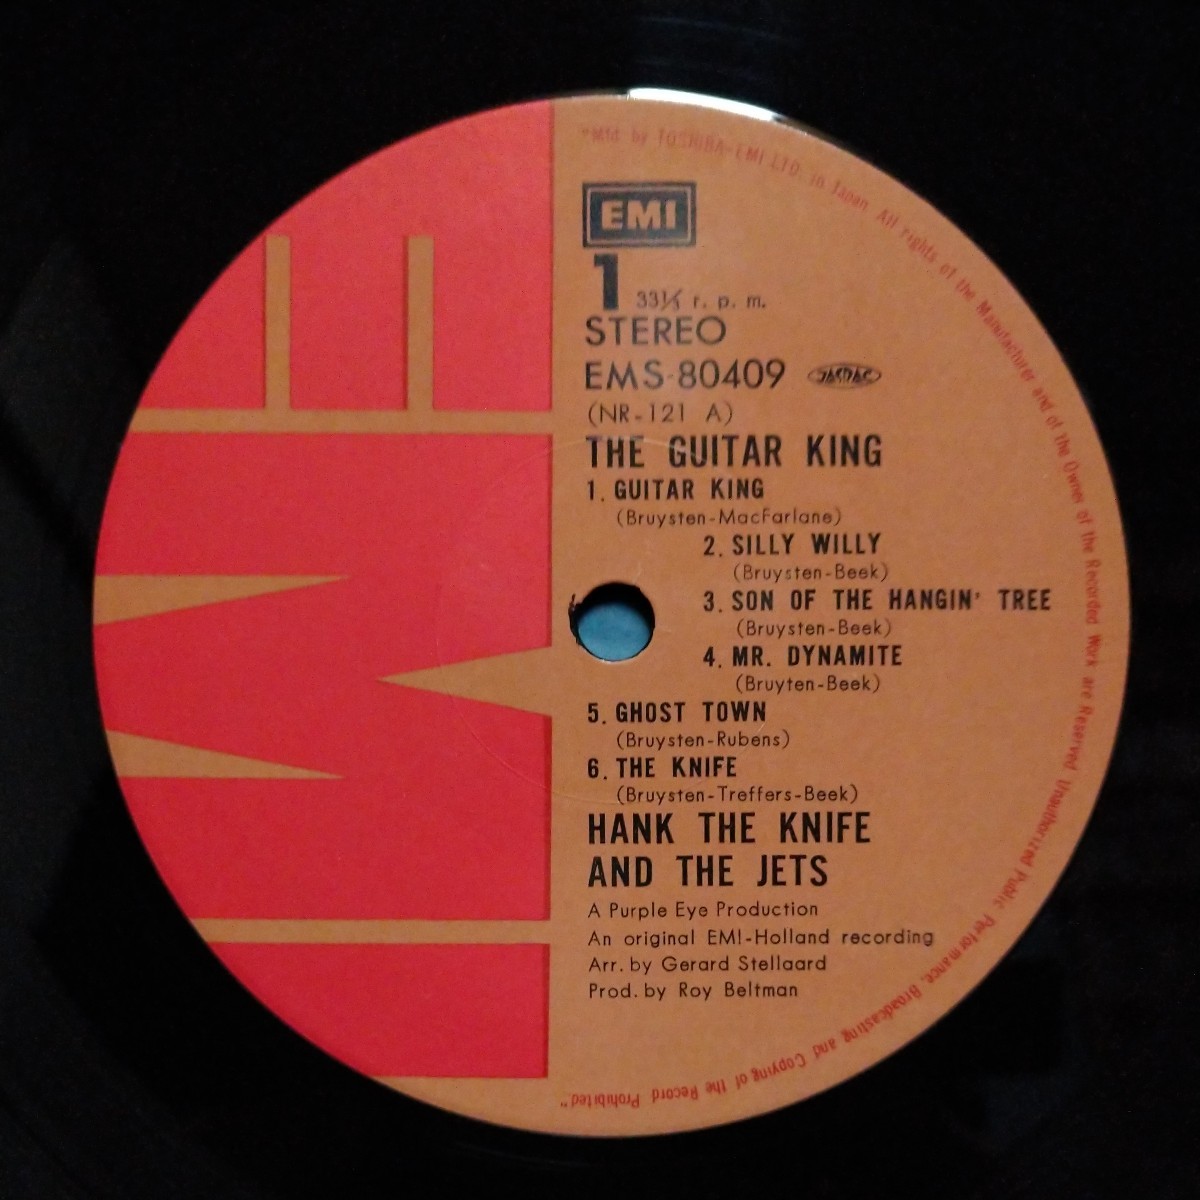 "Mfd. by TOSHIBA-EMI LTD. in Japan. All rights of the Manufacturer and of the Owner of the Recorded Work are Reserved Unauthorized Public Performance, Broadcasting and Copying of the Record Prohibited"
EMI
1 33⅓ r. p. m.
STEREO
EMS-80409 JASRAC
(NR-121 A)
THE GUITAR KING
1. GUITAR KING
(Bruysten-MacFarlane)
2. SILLY WILLY
(Bruysten-Beek)
3. SON OF THE HANGIN' TREE
(Bruysten-Beek)
4. MR. DYNAMITE
(Bruyten-Beek)
5. GHOST TOWN
(Bruysten-Rubens)
6. THE KNIFE
(Bruysten-Treffers-Beek)
HANK THE KNIFE
AND THE JETS
A Purple Eye Production
An original EMI-Holland recording
Arr. by Gerard Stellaard
Prod. by Roy Beltman
EMI